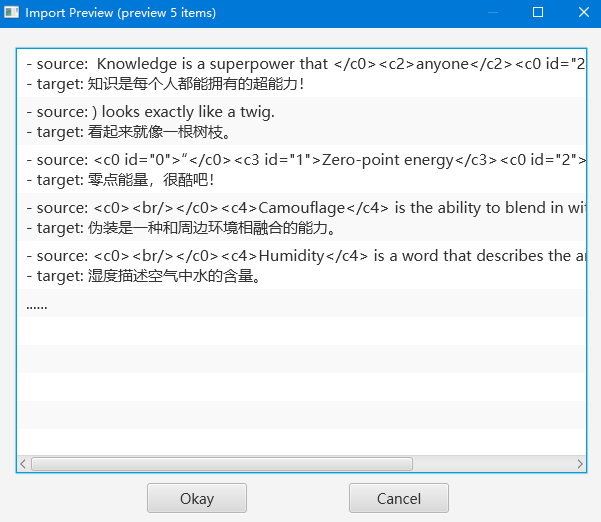 Import Preview (preview 5 items)
- source:  Knowledge is a superpower that </c0><c2>anyone</c2><c0 id="2
- target: 知识是每个人都能拥有的超能力!
- source: ) looks exactly like a twig.
- target: 看起来就像一根树枝。
- source: <c0 id="0">“</c0><c3 id="1">Zero-point energy</c3><c0 id="2">
- target: 零点能量，很酷吧!
- source: <c0><br/></c0><c4>Camouflage</c4> is the ability to blend in wi
- target: 伪装是一种和周边环境相融合的能力。
- source: <c0><br/></c0><c4>Humidity</c4> is a word that describes the a
- target: 湿度描述空气中水的含量。
......
Okay
Cancel